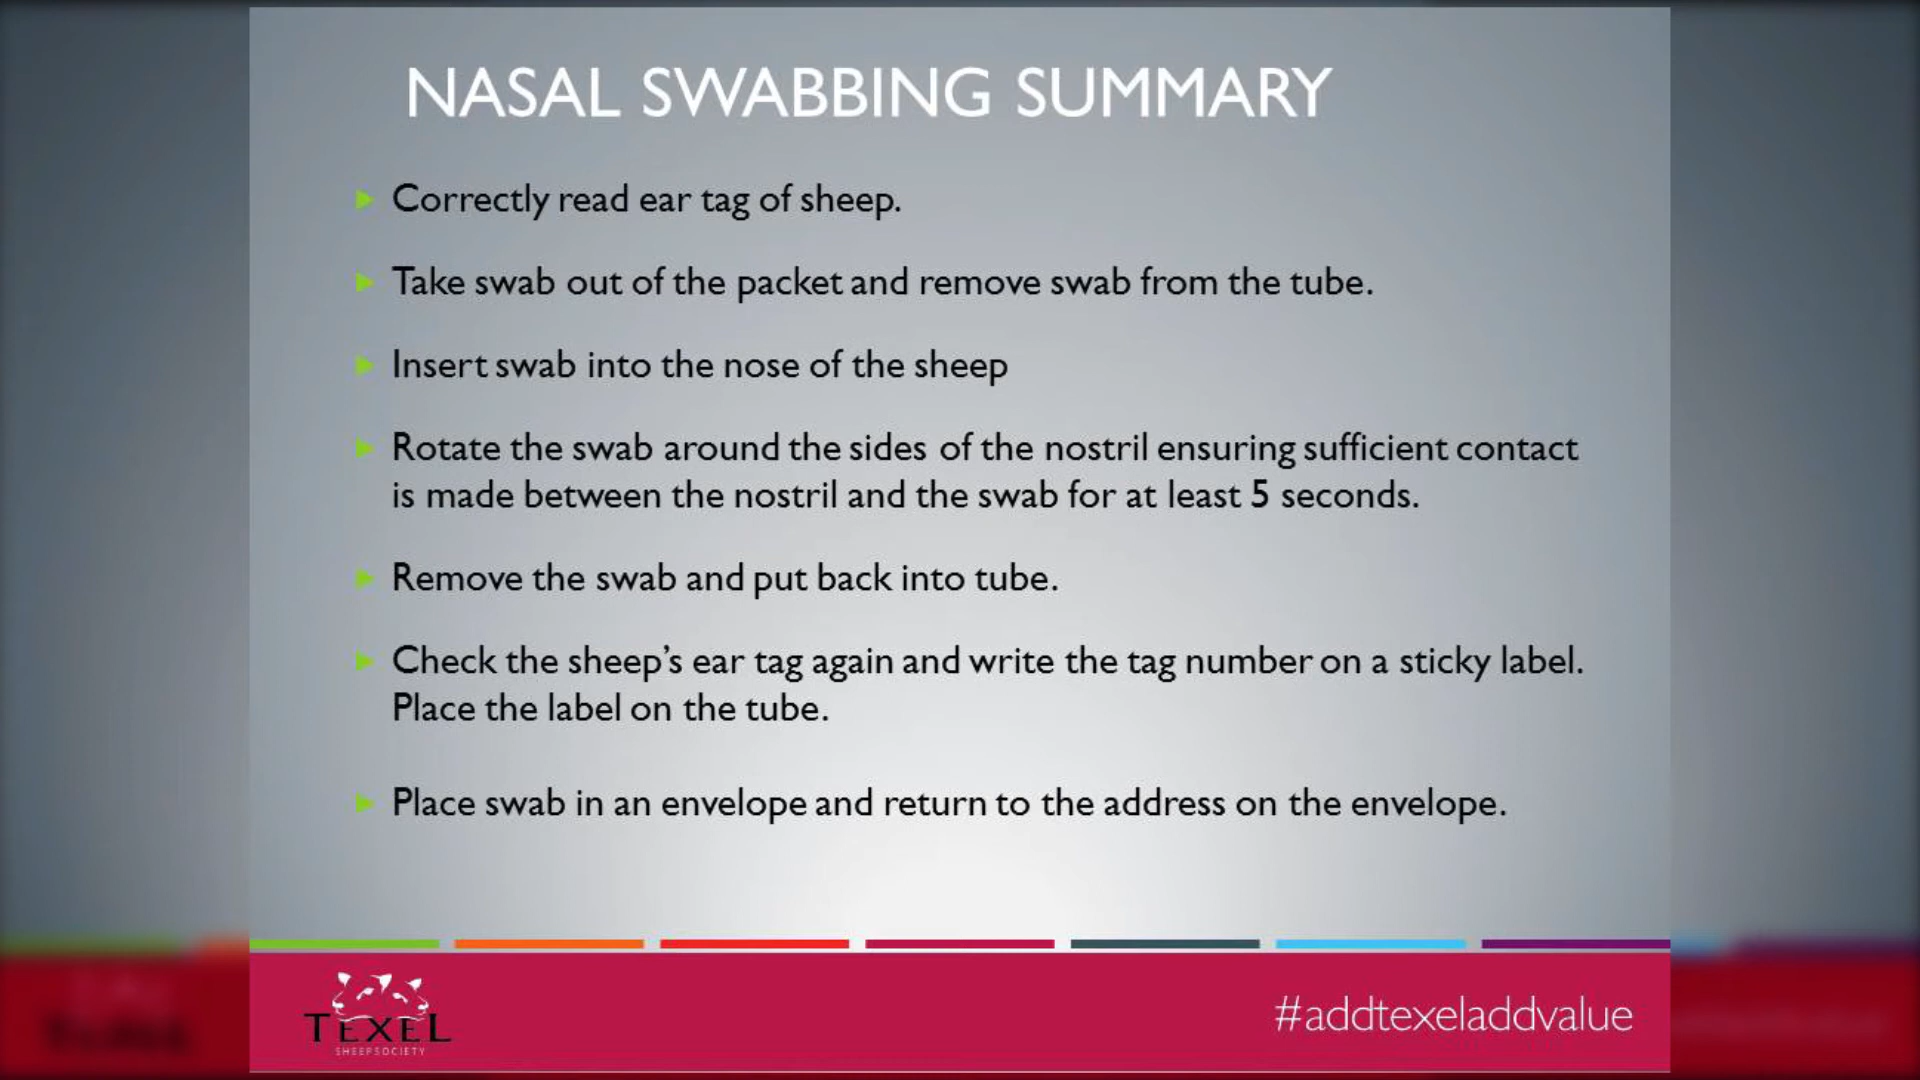 NASAL SWABBING SUMMARY
Correctly read ear tag of sheep.
Take swab out of the packet and remove swab from the tube.
Insert swab into the nose of the sheep
Rotate the swab around the sides of the nostril ensuring sufficient contact
is made between the nostril and the swab for at least 5 seconds.
Remove the swab and put back into tube.
Check the sheep's ear tag again and write the tag number on a sticky label.
Place the label on the tube.
Place swab in an envelope and return to the address on the envelope.
TEXEL
SHEEP SOCIETY
#addtexeladdvalue